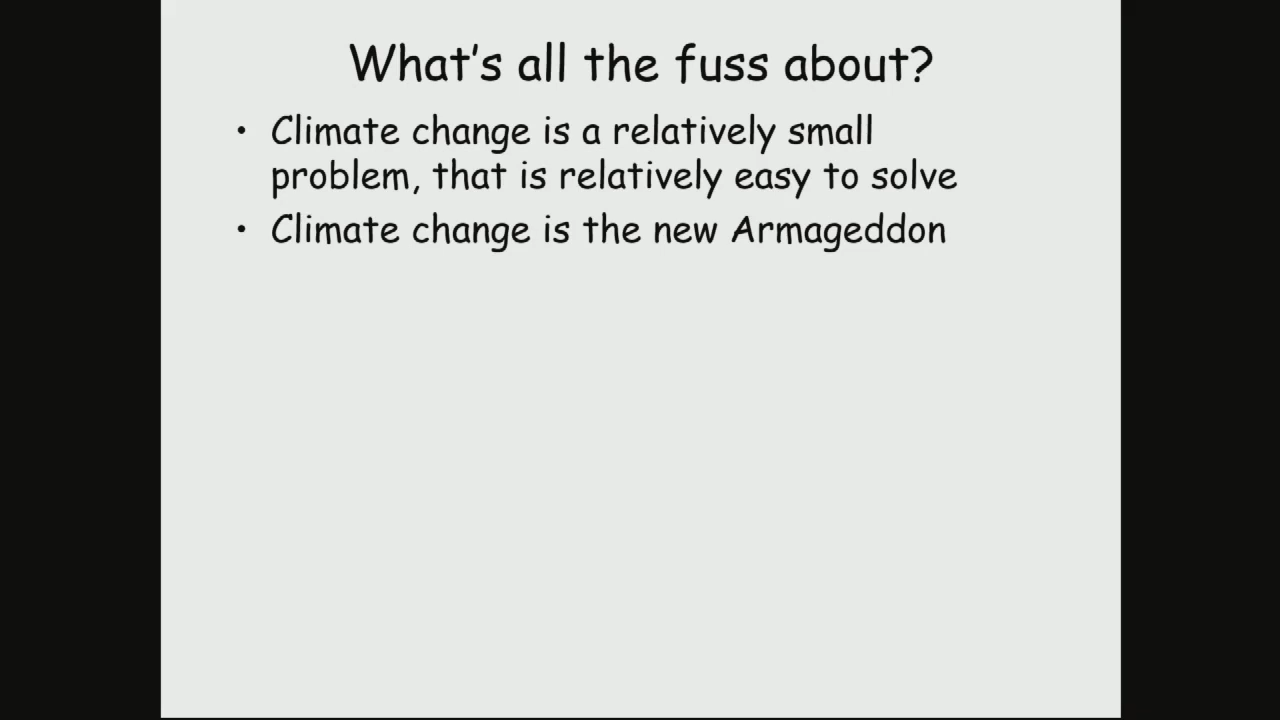 What's all the fuss about?
• Climate change is a relatively small
problem, that is relatively easy to solve
• Climate change is the new Armageddon